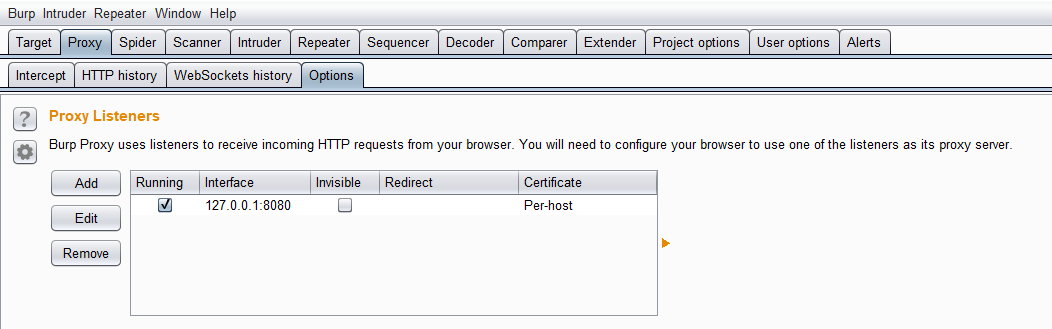 Burp Intruder Repeater Window Help
Target Proxy Spider Scanner Intruder Repeater Sequencer Decoder Comparer Extender Project options User options Alerts
Intercept HTTP history WebSockets history Options
? Proxy Listeners
Burp Proxy uses listeners to receive incoming HTTP requests from your browser. You will need to configure your browser to use one of the listeners as its proxy server.
Add Running Interface Invisible Redirect Certificate
127.0.0.1:8080 Per-host
Edit
Remove